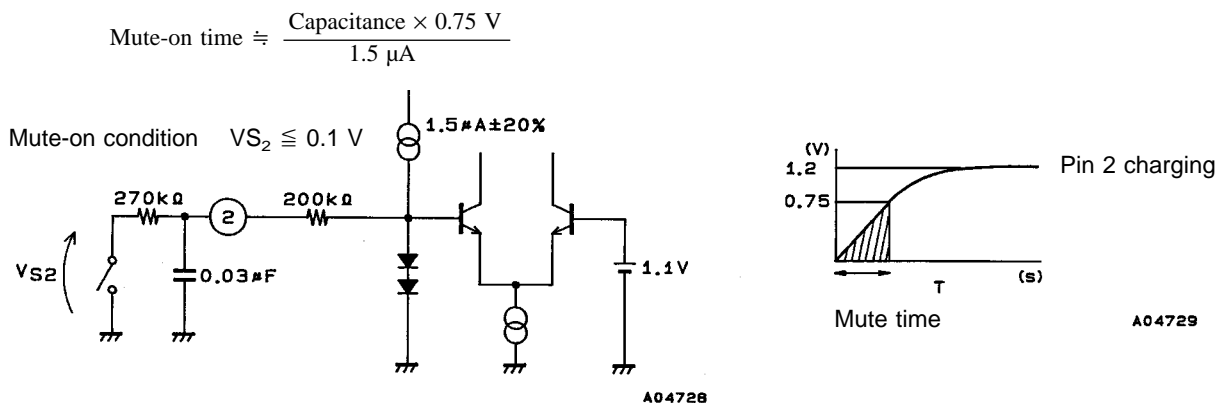 Mute-on time ≒ Capacitance × 0.75 V
1.5 µA
Mute-on condition VS₂ ≦ 0.1 V
1.5µA±20%
270kΩ
2
200kΩ
VS2
0.03µF
1.1V
A04728
(V)
1.2
Pin 2 charging
0.75
T
(s)
Mute time
A04729